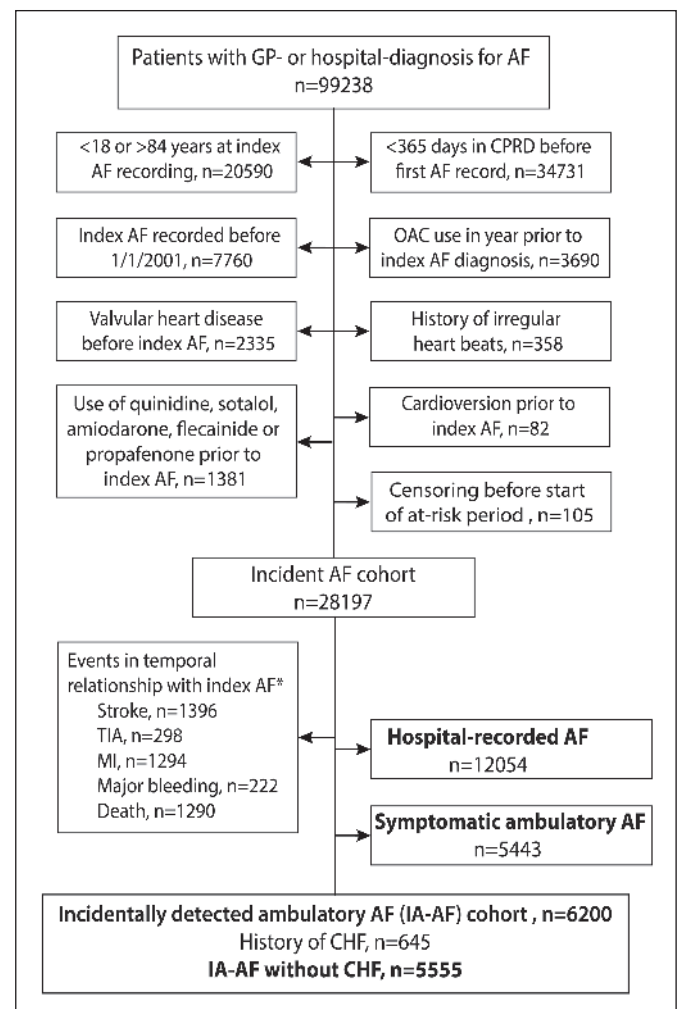 Patients with GP- or hospital-diagnosis for AF
n=99238
<18 or >84 years at index
AF recording, n=20590
<365 days in CPRD before
first AF record, n=34731
Index AF recorded before
1/1/2001, n=7760
OAC use in year prior to
index AF diagnosis, n=3690
Valvular heart disease
before index AF, n=2335
History of irregular
heart beats, n=358
Use of quinidine, sotalol,
amiodarone, flecainide or
propafenone prior to
index AF, n=1381
Cardioversion prior to
index AF, n=82
Censoring before start
of at-risk period , n=105
Incident AF cohort
n=28197
Events in temporal
relationship with index AF*
Stroke, n=1396
TIA, n=298
MI, n=1294
Major bleeding, n=222
Death, n=1290
Hospital-recorded AF
n=12054
Symptomatic ambulatory AF
n=5443
Incidentally detected ambulatory AF (IA-AF) cohort , n=6200
History of CHF, n=645
IA-AF without CHF, n=5555